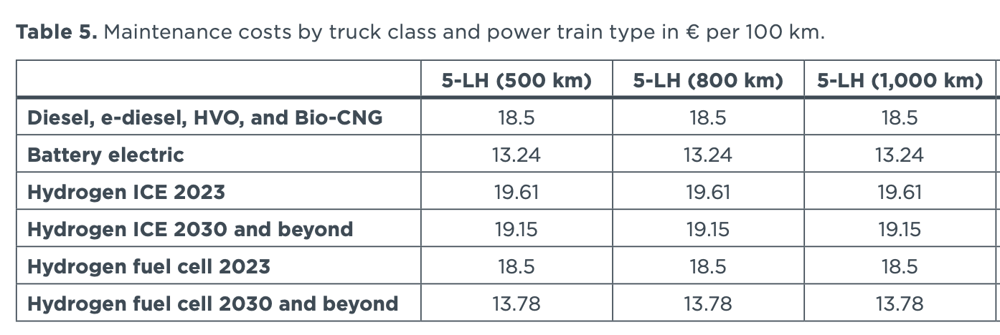 Table 5. Maintenance costs by truck class and power train type in € per 100 km.
5-LH (500 km) 5-LH (800 km) 5-LH (1,000 km)
Diesel, e-diesel, HVO, and Bio-CNG 18.5 18.5 18.5
Battery electric 13.24 13.24 13.24
Hydrogen ICE 2023 19.61 19.61 19.61
Hydrogen ICE 2030 and beyond 19.15 19.15 19.15
Hydrogen fuel cell 2023 18.5 18.5 18.5
Hydrogen fuel cell 2030 and beyond 13.78 13.78 13.78